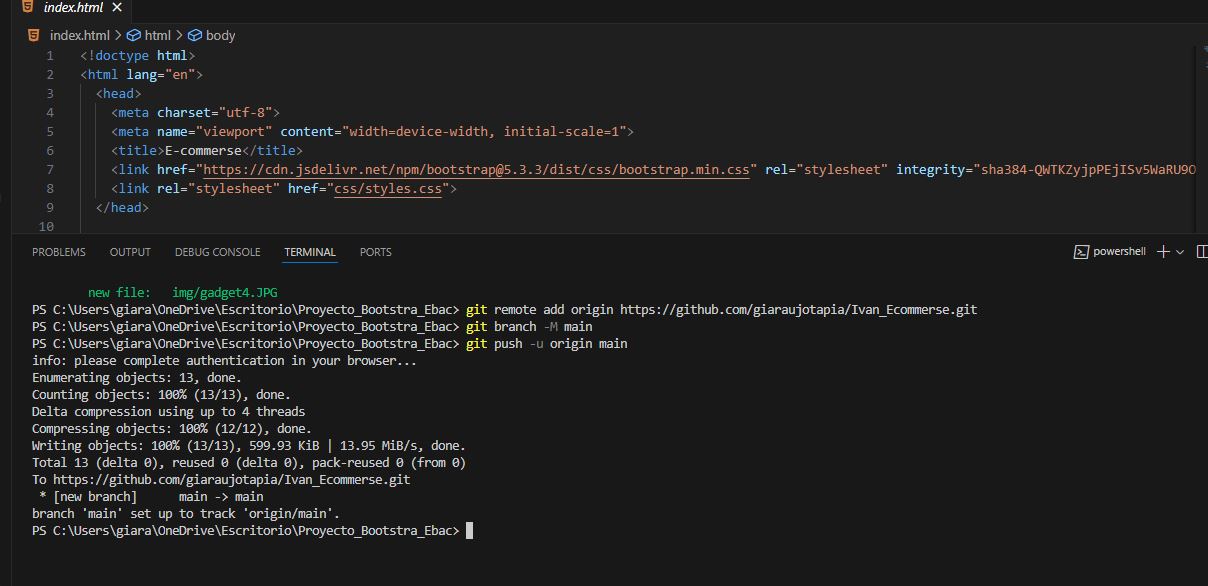 index.html
index.html > html > body
1 <!doctype html>
2 <html lang="en">
3 <head>
4 <meta charset="utf-8">
5 <meta name="viewport" content="width=device-width, initial-scale=1">
6 <title>E-commerse</title>
7 <link href="https://cdn.jsdelivr.net/npm/bootstrap@5.3.3/dist/css/bootstrap.min.css" rel="stylesheet" integrity="sha384-QWTKZyjpPEjISv5WaRU9O
8 <link rel="stylesheet" href="css/styles.css">
9 </head>
10
PROBLEMS OUTPUT DEBUG CONSOLE TERMINAL PORTS powershell
new file: img/gadget4.JPG
PS C:\Users\giara\OneDrive\Escritorio\Proyecto_Bootstra_Ebac> git remote add origin https://github.com/giaraujotapia/Ivan_Ecommerse.git
PS C:\Users\giara\OneDrive\Escritorio\Proyecto_Bootstra_Ebac> git branch -M main
PS C:\Users\giara\OneDrive\Escritorio\Proyecto_Bootstra_Ebac> git push -u origin main
info: please complete authentication in your browser...
Enumerating objects: 13, done.
Counting objects: 100% (13/13), done.
Delta compression using up to 4 threads
Compressing objects: 100% (12/12), done.
Writing objects: 100% (13/13), 599.93 KiB | 13.95 MiB/s, done.
Total 13 (delta 0), reused 0 (delta 0), pack-reused 0 (from 0)
To https://github.com/giaraujotapia/Ivan_Ecommerse.git
* [new branch] main -> main
branch 'main' set up to track 'origin/main'.
PS C:\Users\giara\OneDrive\Escritorio\Proyecto_Bootstra_Ebac>